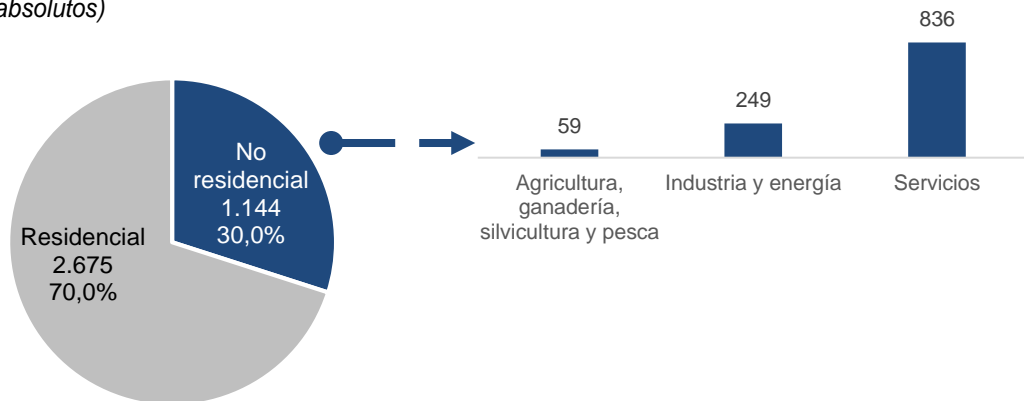 absolutos)
No
residencial
1.144
30,0%
Residencial
2.675
70,0%
59
249
836
Agricultura,
ganadería,
silvicultura y pesca
Industria y energía
Servicios